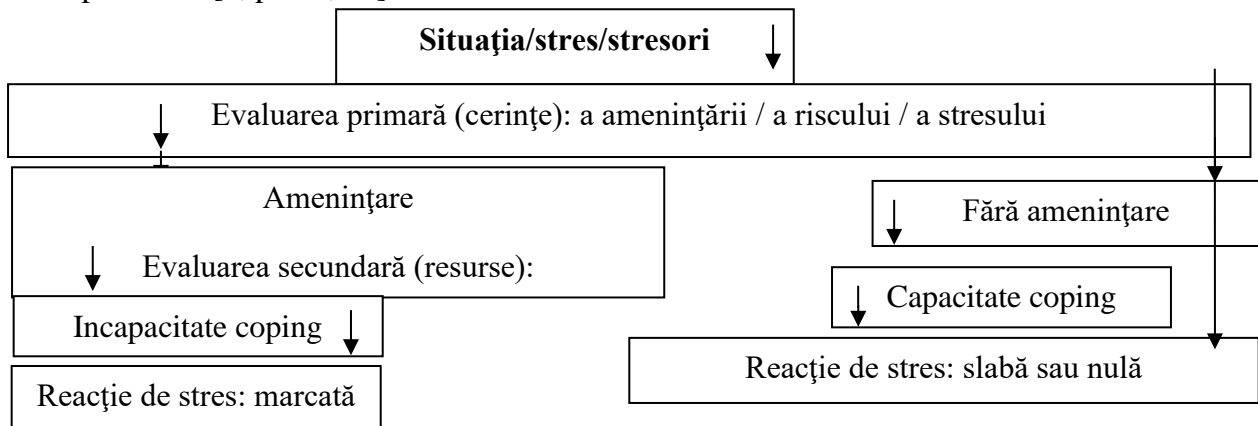 Situaţia/stres/stresori
Evaluarea primară (cerinţe): a ameninţării / a riscului / a stresului
Ameninţare
Fără ameninţare
Evaluarea secundară (resurse):
Capacitate coping
Incapacitate coping
Reacţie de stres: slabă sau nulă
Reacţie de stres: marcată